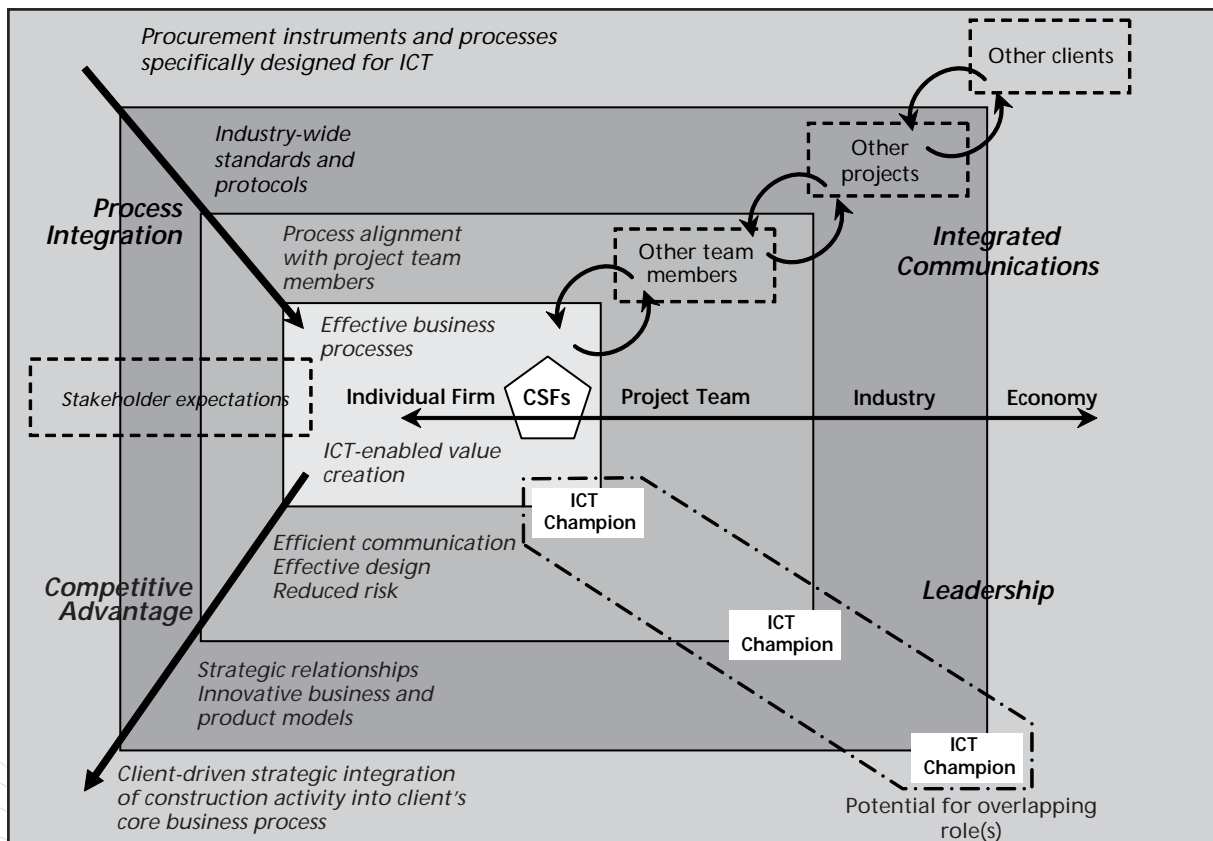 Procurement instruments and processes
specifically designed for ICT
Other clients
Industry-wide
standards and
protocols
Other
projects
Process
Integration
Process alignment
with project team
members
Other team
members
Integrated
Communications
Effective business
processes
Stakeholder expectations
Individual Firm
CSFs
Project Team
Industry
Economy
ICT-enabled value
creation
ICT
Champion
Efficient communication
Effective design
Reduced risk
Competitive
Advantage
Leadership
ICT
Champion
Strategic relationships
Innovative business and
product models
ICT
Champion
Client-driven strategic integration
of construction activity into client's
core business process
Potential for overlapping
role(s)